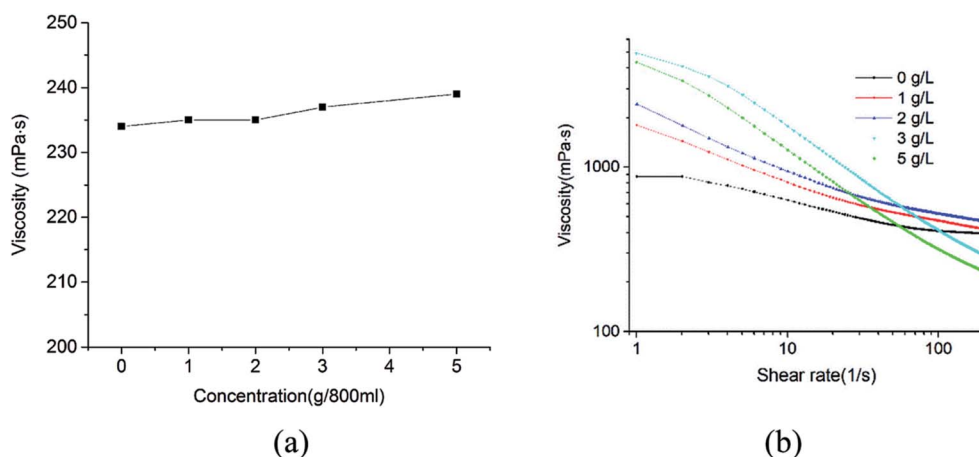 250
240
230
220
210
200
Viscosity (mPa·s)
0 1 2 3 4 5
Concentration(g/800ml)
(a)
1000
100
Viscosity(mPa·s)
0 g/L
1 g/L
2 g/L
3 g/L
5 g/L
1 10 100
Shear rate(1/s)
(b)